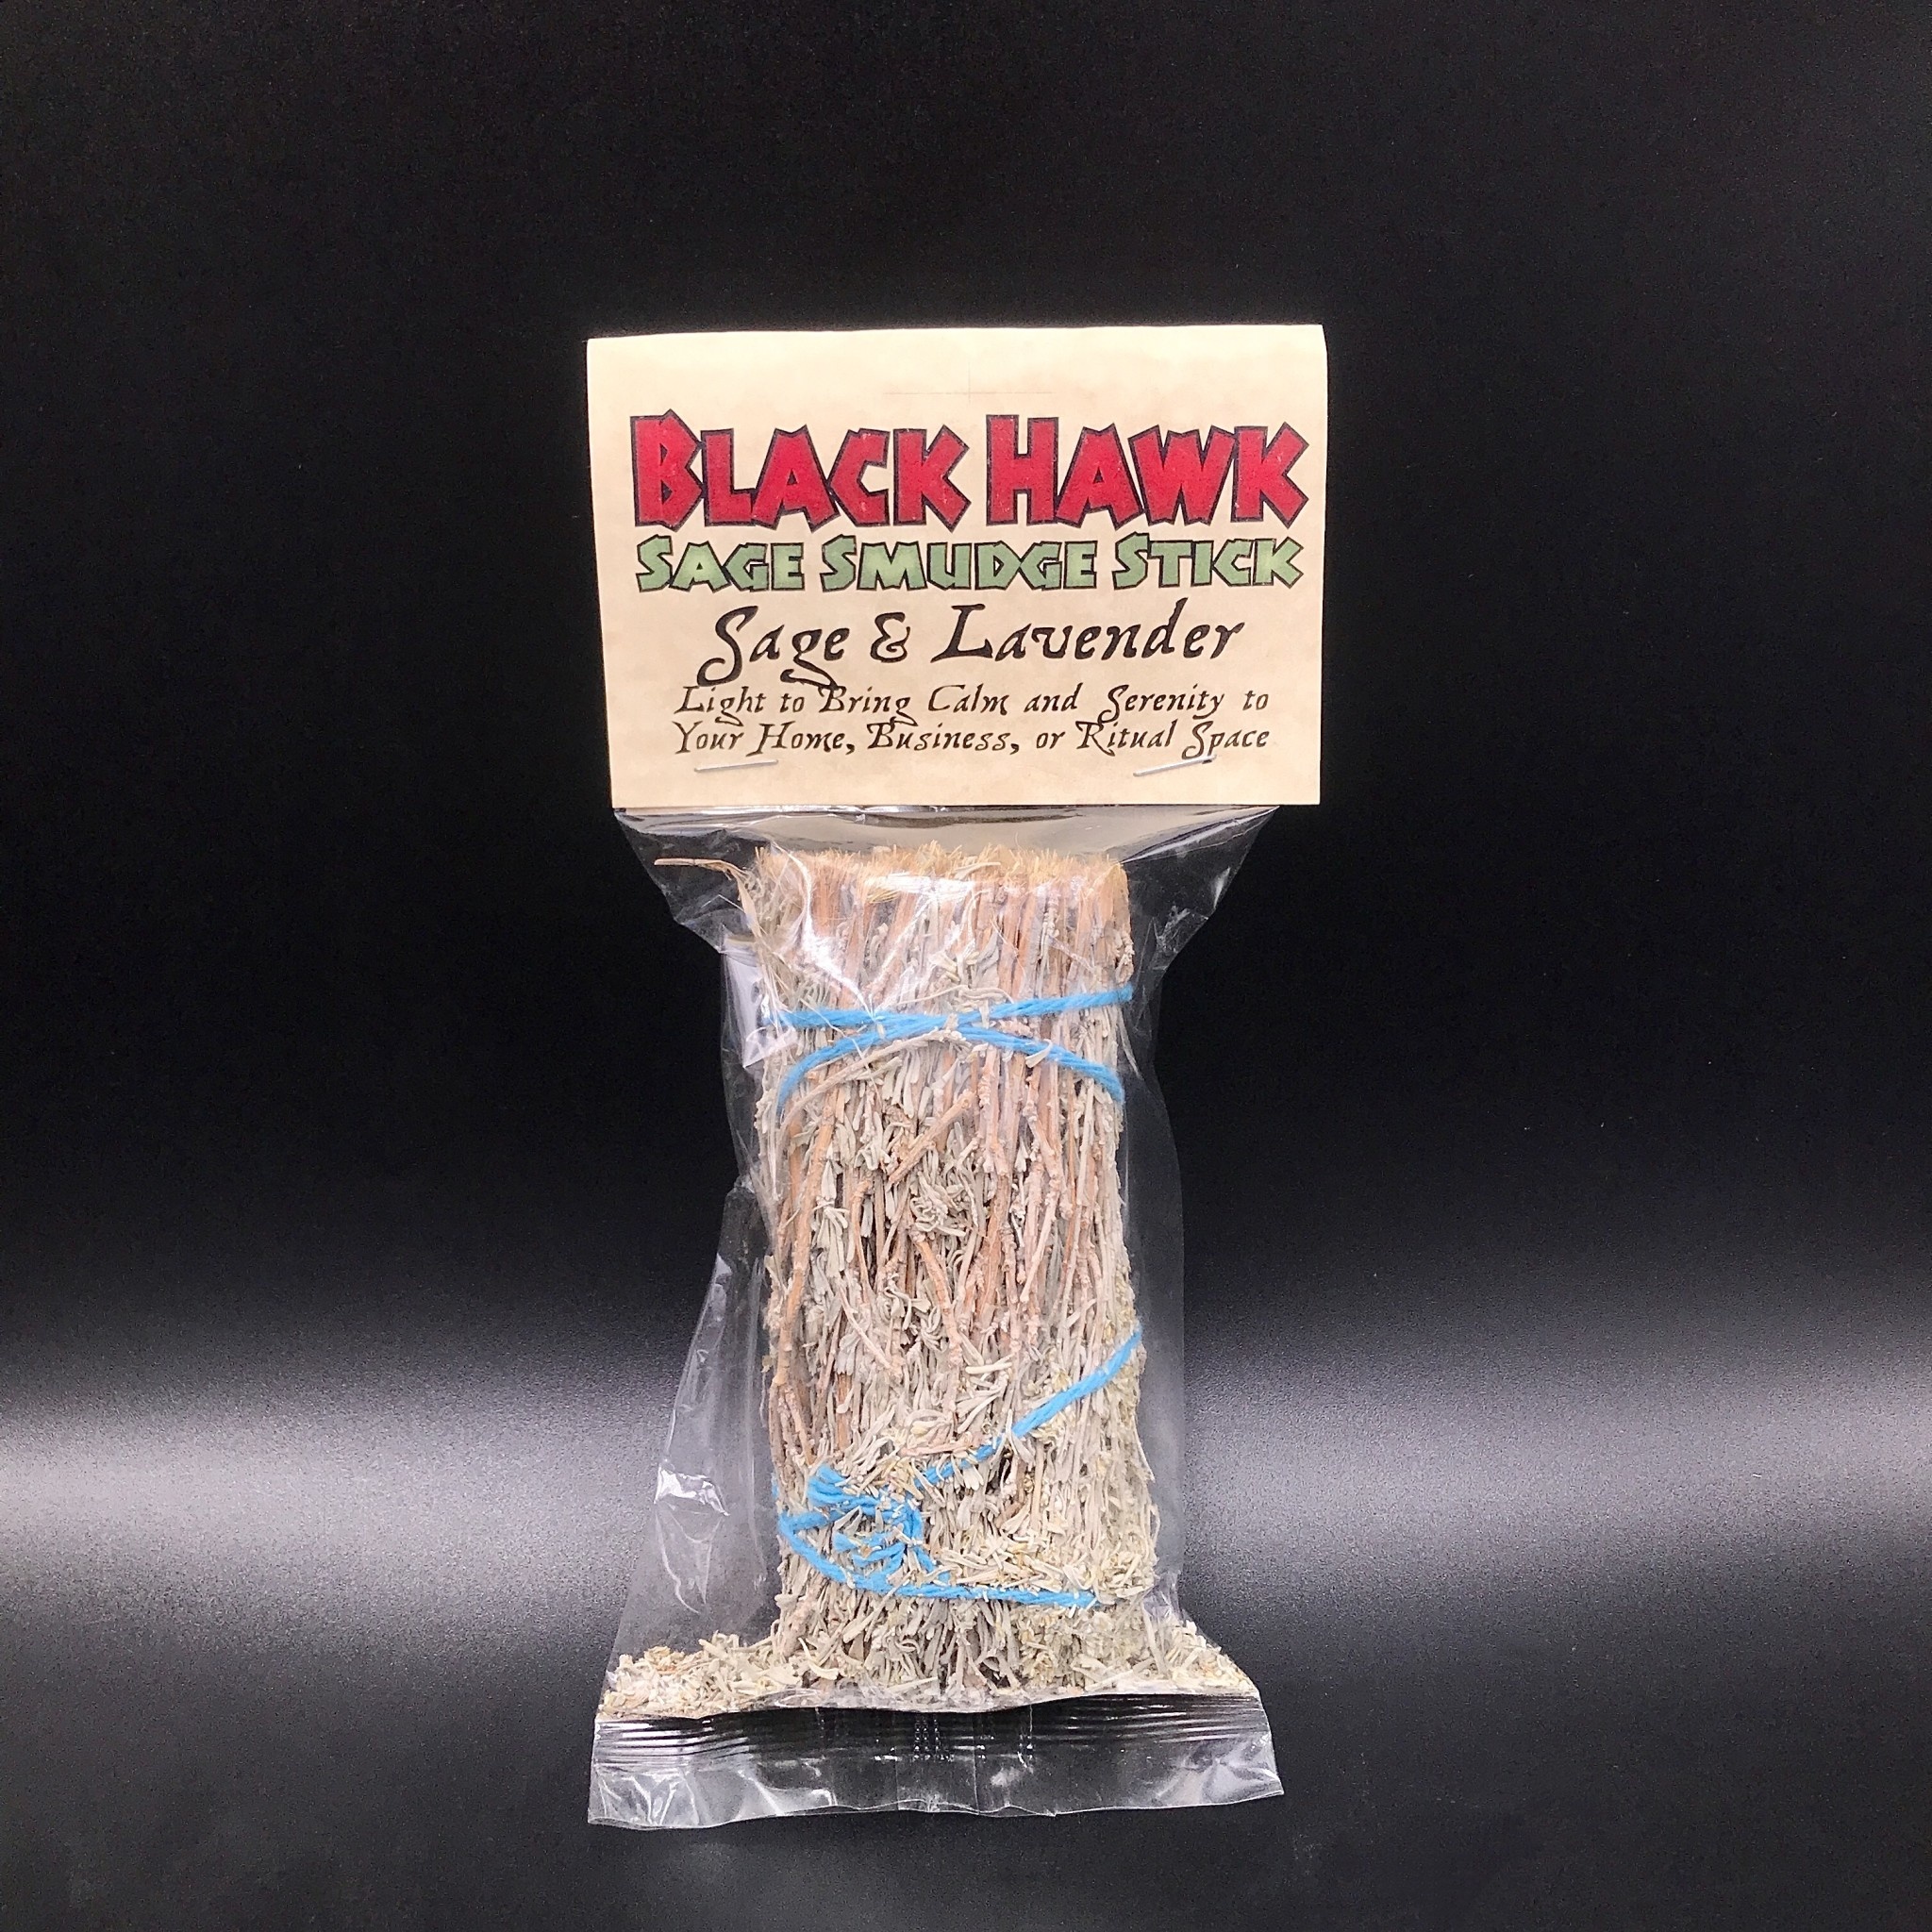 BLACK HAWK
SAGE SMUDGE STICK
Sage & Lavender
Light to Bring Calm and Serenity to
Your Home, Business, or Ritual Space